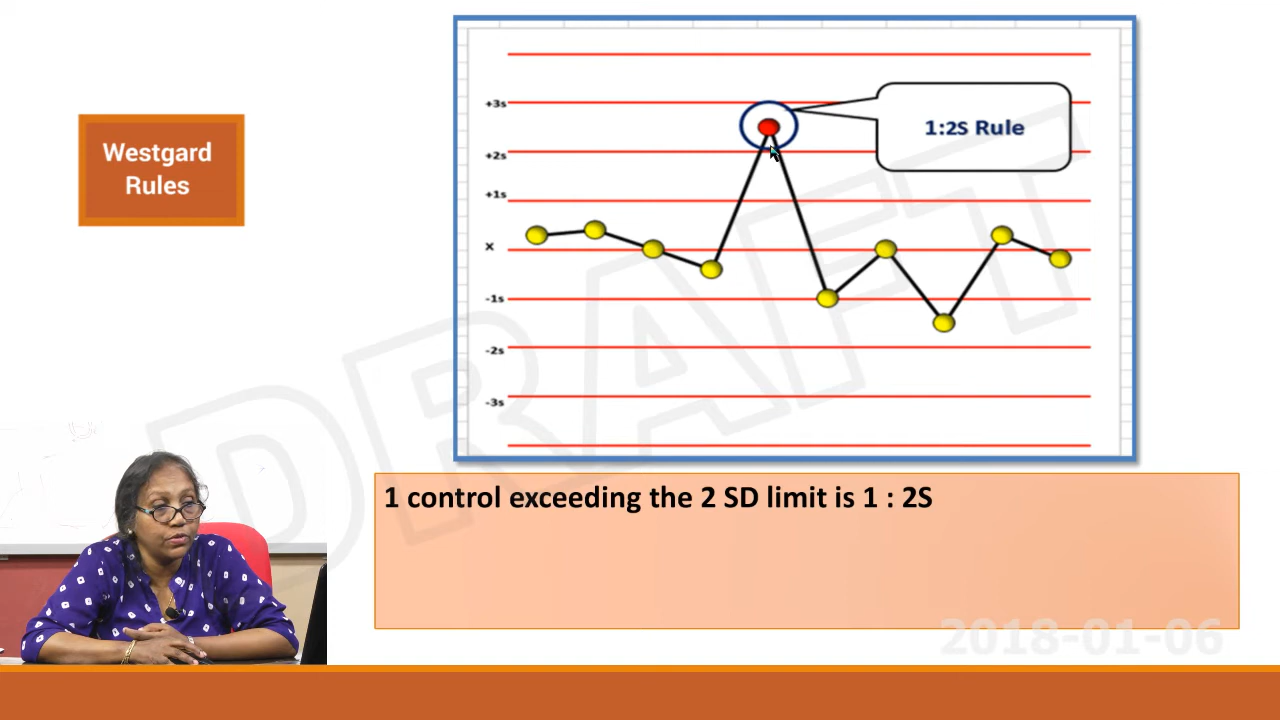 Westgard
Rules
+3s
+2s
+1s
x
-1s
-2s
-3s
1:2S Rule
1 control exceeding the 2 SD limit is 1 : 2S
DRAFT
2018-01-06